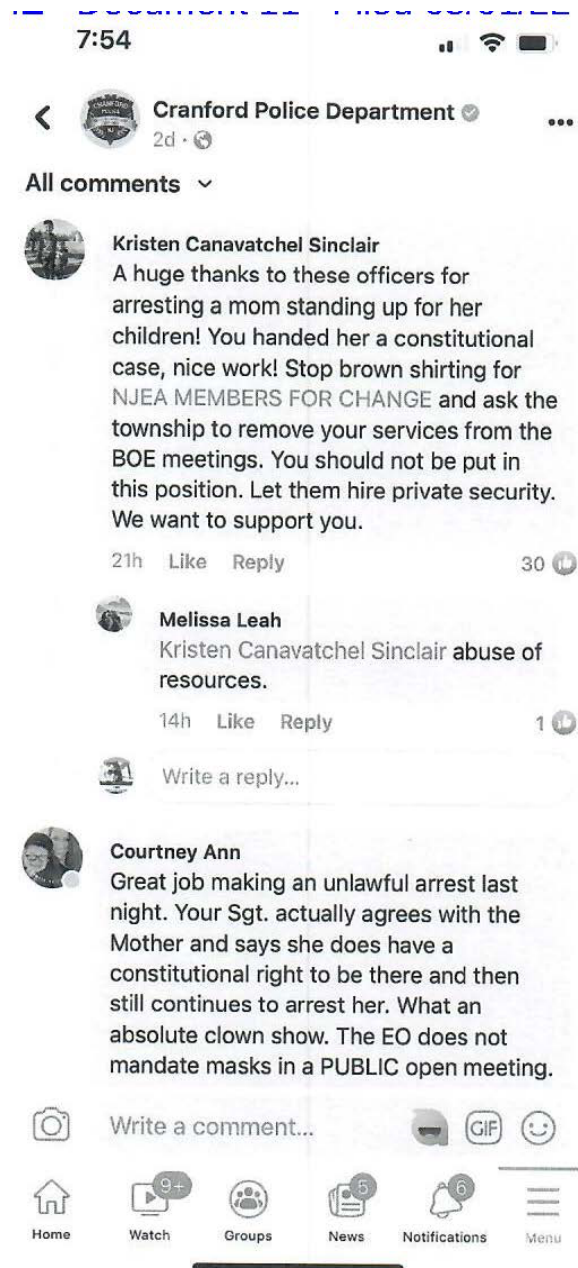 Document 11 Filed 03/01/22
7:54
Cranford Police Department
2d
All comments
Kristen Canavatchel Sinclair
A huge thanks to these officers for
arresting a mom standing up for her
children! You handed her a constitutional
case, nice work! Stop brown shirting for
NJEA MEMBERS FOR CHANGE and ask the
township to remove your services from the
BOE meetings. You should not be put in
this position. Let them hire private security.
We want to support you.
21h Like Reply 30
Melissa Leah
Kristen Canavatchel Sinclair abuse of
resources.
14h Like Reply 1
Write a reply...
Courtney Ann
Great job making an unlawful arrest last
night. Your Sgt. actually agrees with the
Mother and says she does have a
constitutional right to be there and then
still continues to arrest her. What an
absolute clown show. The EO does not
mandate masks in a PUBLIC open meeting.
Write a comment... GIF
9+ 5 6
Home Watch Groups News Notifications Menu